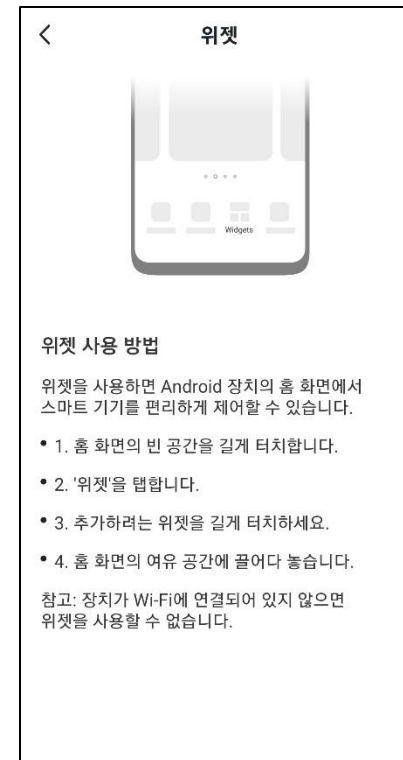 위젯
Widgets
위젯 사용 방법
위젯을 사용하면 Android 장치의 홈 화면에서
스마트 기기를 편리하게 제어할 수 있습니다.
• 1. 홈 화면의 빈 공간을 길게 터치합니다.
• 2. '위젯'을 탭합니다.
• 3. 추가하려는 위젯을 길게 터치하세요.
• 4. 홈 화면의 여유 공간에 끌어다 놓습니다.
참고: 장치가 Wi-Fi에 연결되어 있지 않으면
위젯을 사용할 수 없습니다.